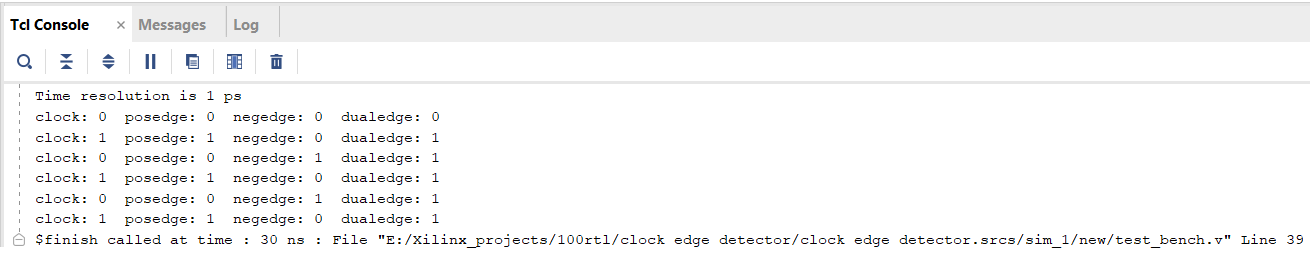 Tcl Console × Messages Log
Time resolution is 1 ps
clock: 0 posedge: 0 negedge: 0 dualedge: 0
clock: 1 posedge: 1 negedge: 0 dualedge: 1
clock: 0 posedge: 0 negedge: 1 dualedge: 1
clock: 1 posedge: 1 negedge: 0 dualedge: 1
clock: 0 posedge: 0 negedge: 1 dualedge: 1
clock: 1 posedge: 1 negedge: 0 dualedge: 1
$finish called at time : 30 ns : File "E:/Xilinx_projects/100rtl/clock edge detector/clock edge detector.srcs/sim_1/new/test_bench.v" Line 39